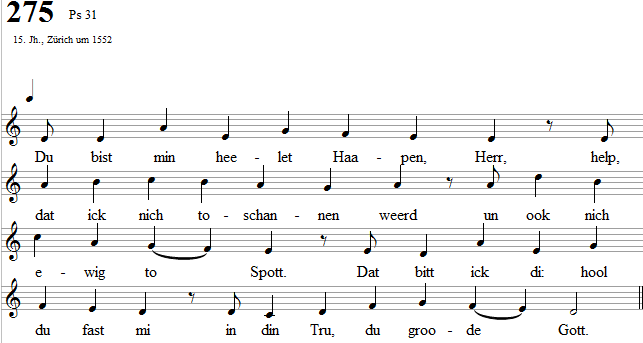 275 Ps 31
15. Jh., Zürich um 1552
Du bist min hee - let Haa - pen, Herr, help,
dat ick nich to - schan - nen weerd un ook nich
e - wig to Spott. Dat bitt ick di: hool
du fast mi in din Tru, du groo - de Gott.